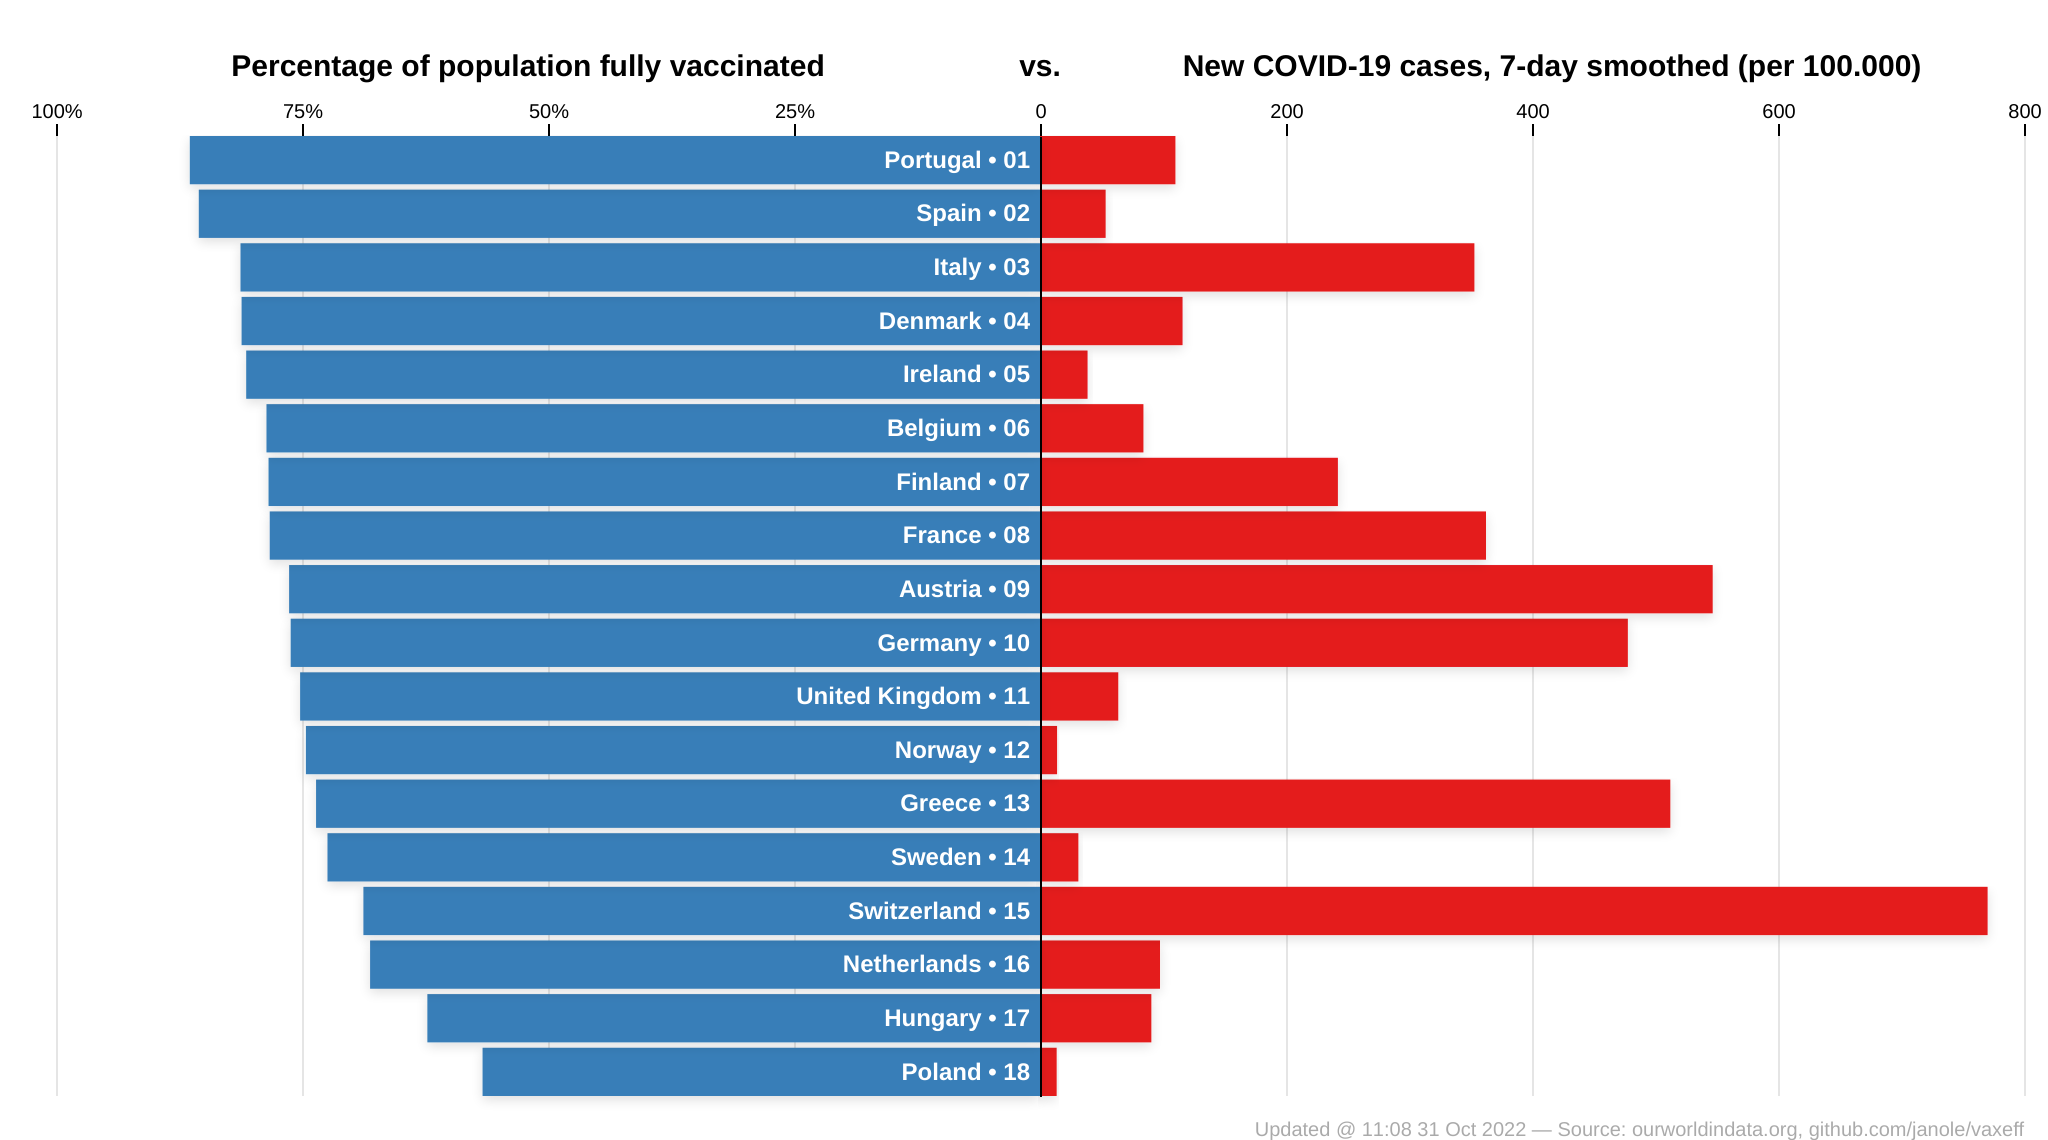 Percentage of population fully vaccinated vs. New COVID-19 cases, 7-day smoothed (per 100.000)
100% 75% 50% 25% 0 200 400 600 800
Portugal • 01
Spain • 02
Italy • 03
Denmark • 04
Ireland • 05
Belgium • 06
Finland • 07
France • 08
Austria • 09
Germany • 10
United Kingdom • 11
Norway • 12
Greece • 13
Sweden • 14
Switzerland • 15
Netherlands • 16
Hungary • 17
Poland • 18
Updated @ 11:08 31 Oct 2022 — Source: ourworldindata.org, github.com/janole/vaxeff